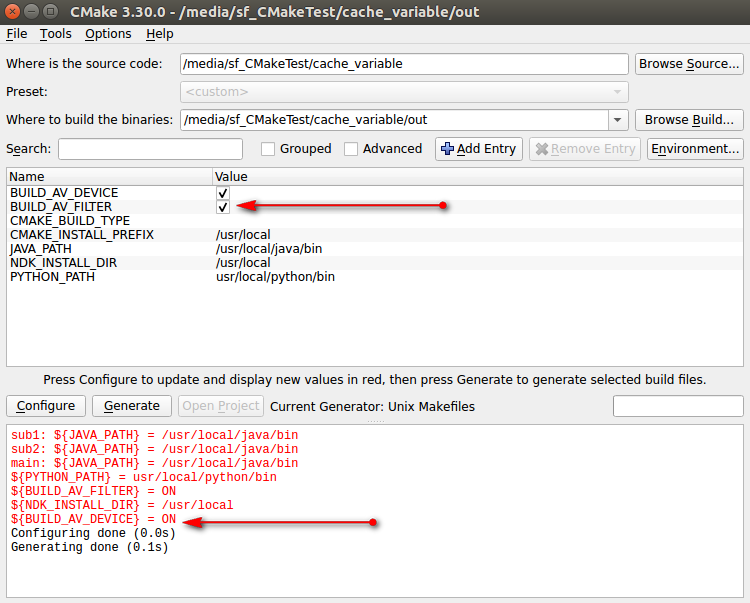 CMake 3.30.0 - /media/sf_CMakeTest/cache_variable/out
File Tools Options Help
Where is the source code: /media/sf_CMakeTest/cache_variable Browse Source...
Preset: <custom>
Where to build the binaries: /media/sf_CMakeTest/cache_variable/out Browse Build...
Search: Grouped Advanced Add Entry Remove Entry Environment...
Name Value
BUILD_AV_DEVICE
BUILD_AV_FILTER
CMAKE_BUILD_TYPE
CMAKE_INSTALL_PREFIX /usr/local
JAVA_PATH /usr/local/java/bin
NDK_INSTALL_DIR /usr/local
PYTHON_PATH usr/local/python/bin
Press Configure to update and display new values in red, then press Generate to generate selected build files.
Configure Generate Open Project Current Generator: Unix Makefiles
sub1: ${JAVA_PATH} = /usr/local/java/bin
sub2: ${JAVA_PATH} = /usr/local/java/bin
main: ${JAVA_PATH} = /usr/local/java/bin
${PYTHON_PATH} = usr/local/python/bin
${BUILD_AV_FILTER} = ON
${NDK_INSTALL_DIR} = /usr/local
${BUILD_AV_DEVICE} = ON
Configuring done (0.0s)
Generating done (0.1s)